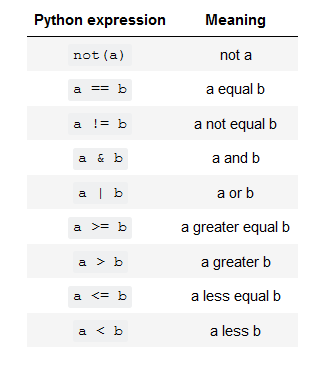 Python expression Meaning
not(a) not a
a == b a equal b
a != b a not equal b
a & b a and b
a | b a or b
a >= b a greater equal b
a > b a greater b
a <= b a less equal b
a < b a less b